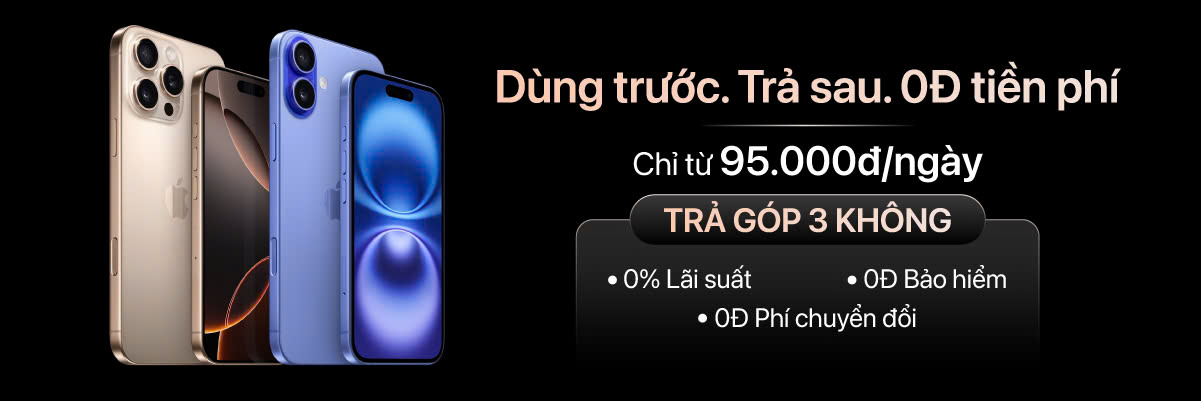 Dùng trước. Trả sau. 0Đ tiền phí
Chỉ từ 95.000đ/ngày
TRẢ GÓP 3 KHÔNG
• 0% Lãi suất
• 0Đ Bảo hiểm
• 0Đ Phí chuyển đổi